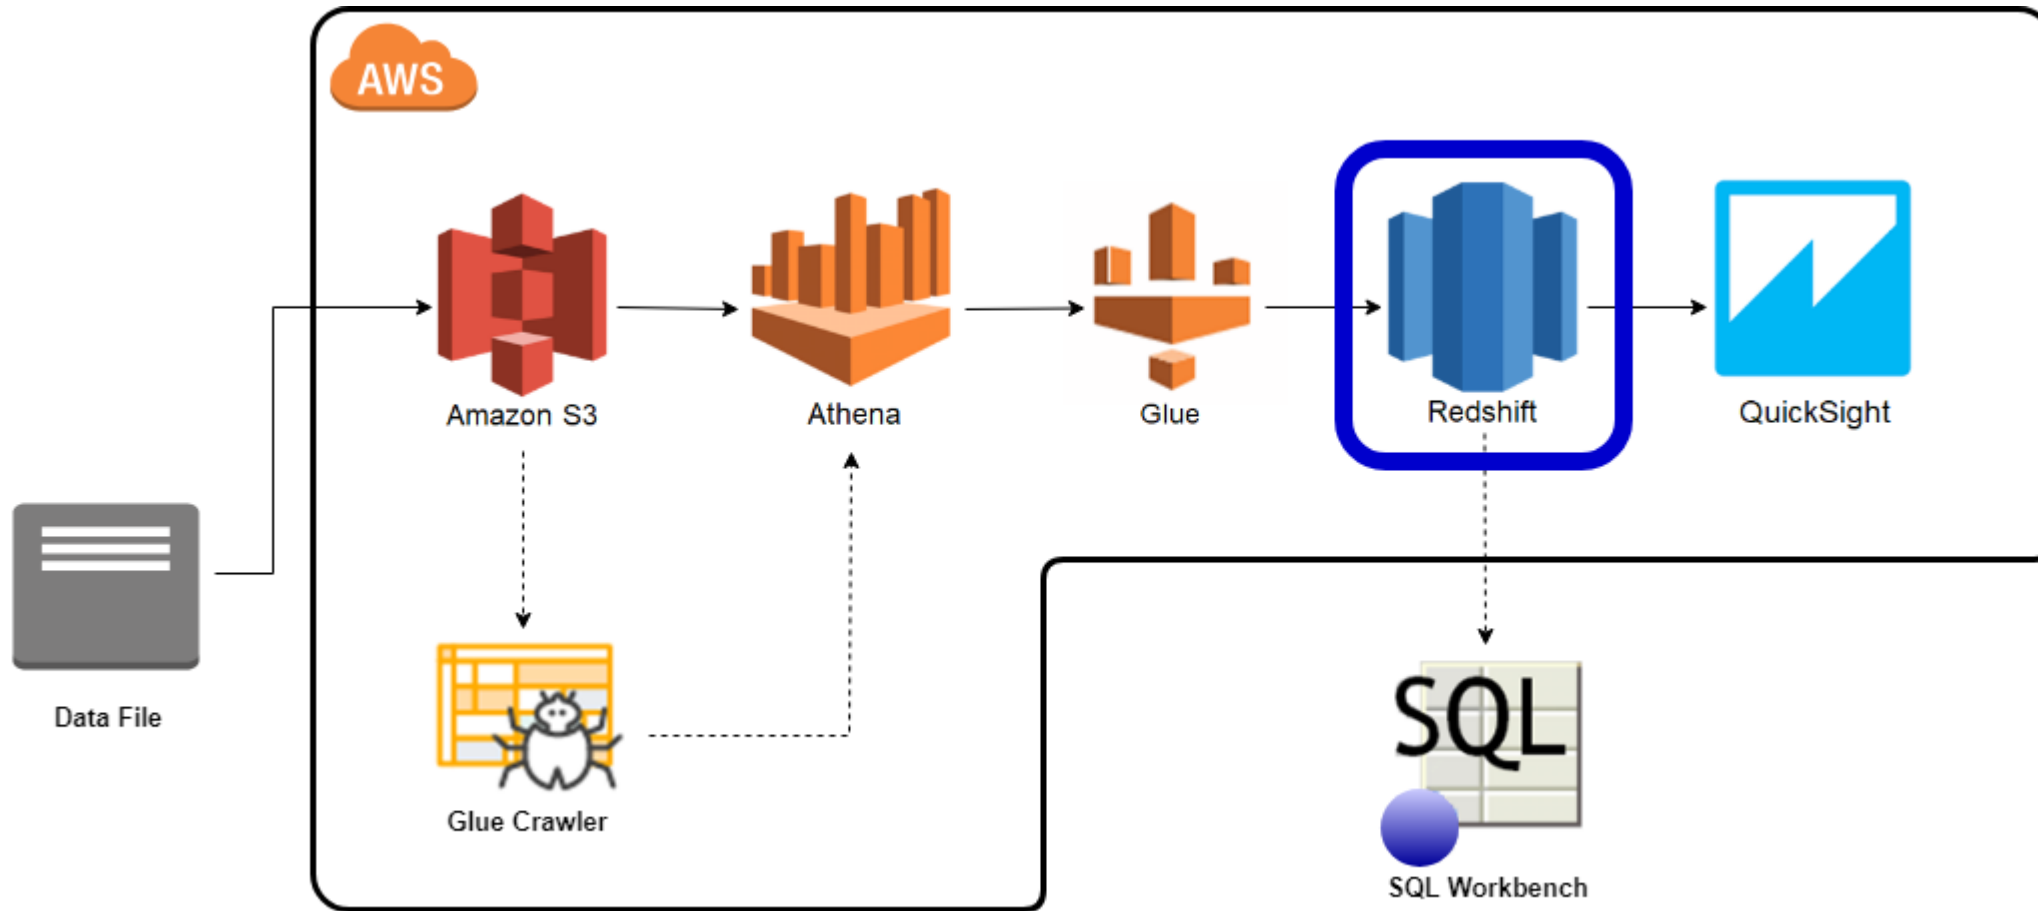 AWS
Amazon S3
Athena
Glue
Redshift
QuickSight
Data File
Glue Crawler
SQL
SQL Workbench